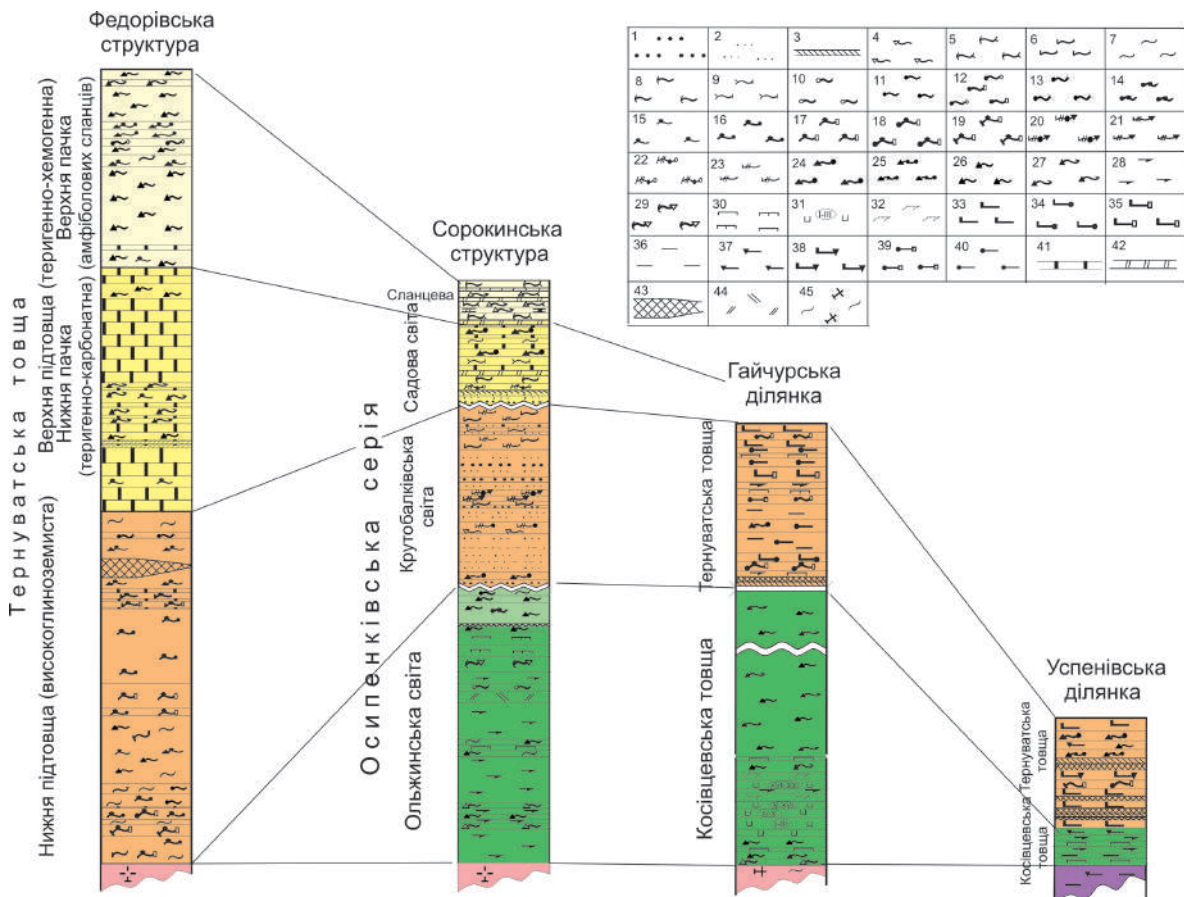 Федорівська
структура
1 2 3 4 5 6 7
8 9 10 11 12 13 14
15 16 17 18 19 20 21
22 23 24 25 26 27 28
29 30 31 I-III 32 33 34 35
36 37 38 39 40 41 42
43 44 45
Тернуватська товща
Верхня підтовща (теригенно-хемогенна)
Верхня пачка
(амфіболових сланців)
Нижня пачка
(теригенно-карбонатна)
Нижня підтовща (високоглиноземиста)
Сорокинська
структура
Осипенківська серія
Сланцева
Садова світа
Крутобалківська
світа
Ольжинська світа
Гайчурська
ділянка
Тернуватська товща
Косівцевська товща
Успенівська
ділянка
Тернуватська
товща
Косівцевська
товща